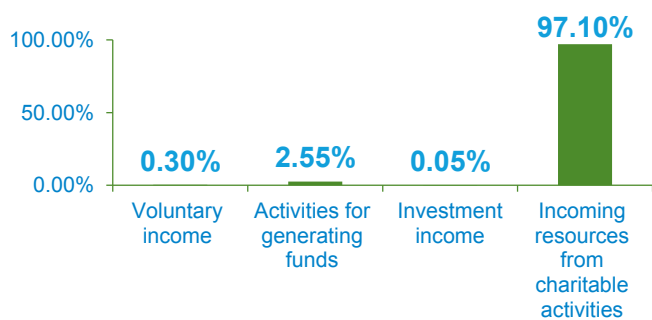 97.10%
100.00%
50.00%
0.30%
2.55%
0.05%
0.00%
Voluntary
income
Activities for
generating
funds
Investment
income
Incoming
resources
from
charitable
activities